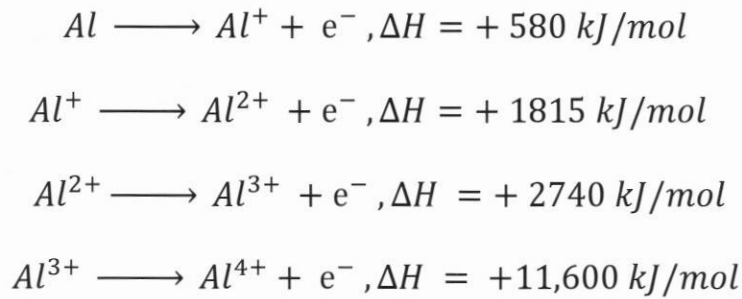 Al ⟶ Al⁺ + e⁻ , ΔH = + 580 kJ/mol
Al⁺ ⟶ Al²⁺ + e⁻ , ΔH = + 1815 kJ/mol
Al²⁺ ⟶ Al³⁺ + e⁻ , ΔH = + 2740 kJ/mol
Al³⁺ ⟶ Al⁴⁺ + e⁻ , ΔH = +11,600 kJ/mol